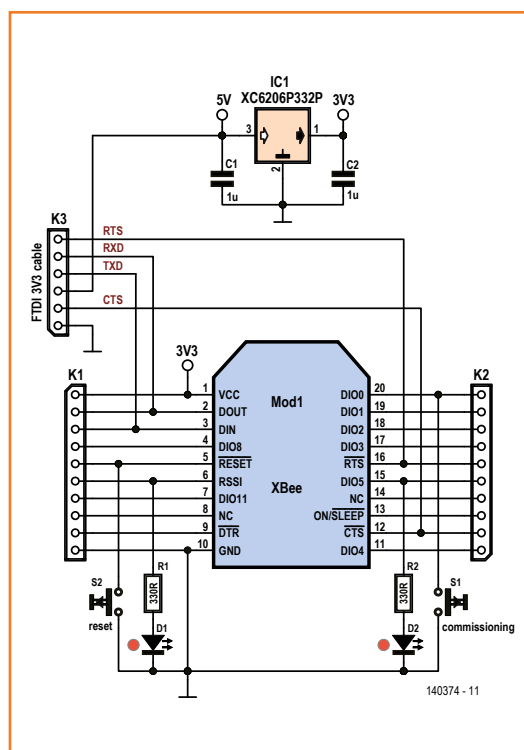 IC1
XC6206P332P
5V
3V3
3
1
2
C1
1u
C2
1u
K3
FTDI 3V3 cable
RTS
RXD
TXD
CTS
3V3
K1
K2
Mod1
XBee
1 VCC
2 DOUT
3 DIN
4 DIO8
5 RESET
6 RSSI
7 DIO11
8 NC
9 DTR
10 GND
DIO0 20
DIO1 19
DIO2 18
DIO3 17
RTS 16
DIO5 15
NC 14
ON/SLEEP 13
CTS 12
DIO4 11
S2
reset
R1
330R
D1
R2
330R
D2
S1
commissioning
140374 - 11